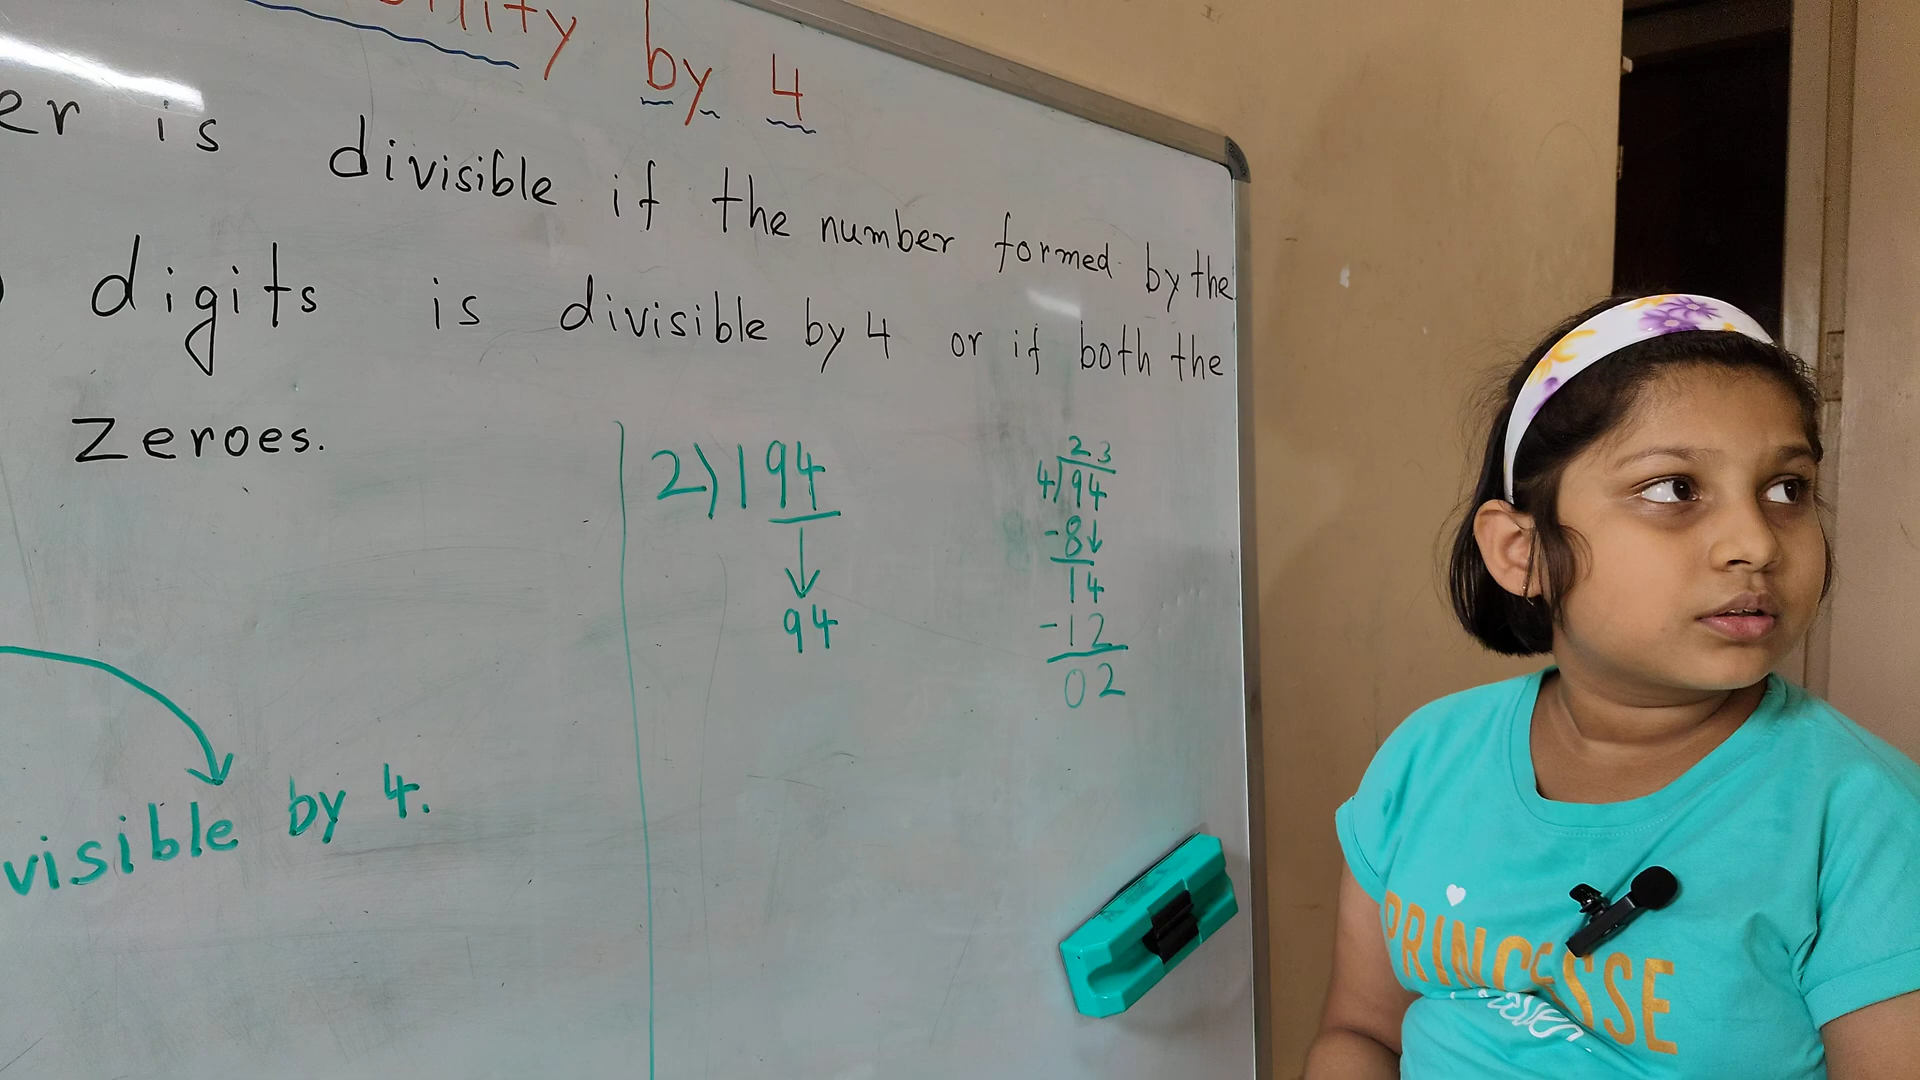 by 4
er is divisible if the number formed by the
digits is divisible by 4 or if both the
zeroes.
2)194
94
23
4)94
-8↓
14
-12
02
visible by 4.
PRINCESSE